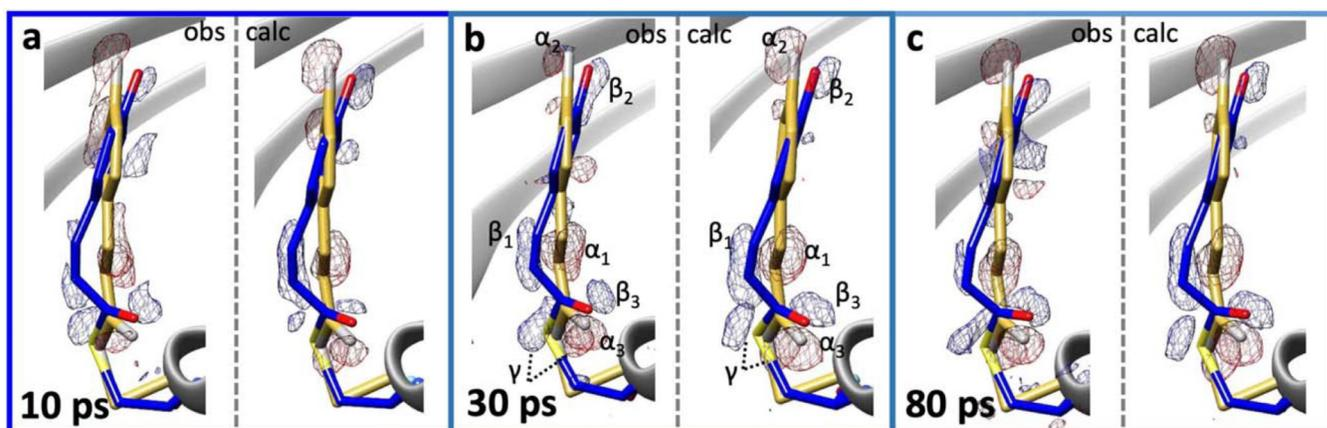 a obs calc
10 ps
b α₂ obs calc α₂
β₂ β₂
β₁ α₁ β₁ α₁
β₃ β₃
α₃ α₃
γ γ
30 ps
c obs calc
80 ps